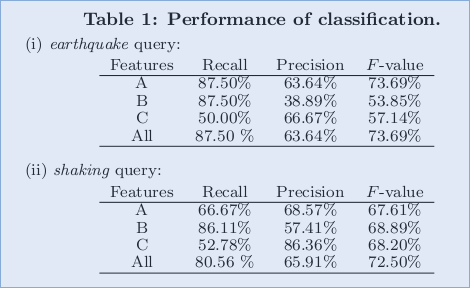 Table 1: Performance of classification.
(i) earthquake query:
Features Recall Precision F-value
A 87.50% 63.64% 73.69%
B 87.50% 38.89% 53.85%
C 50.00% 66.67% 57.14%
All 87.50 % 63.64% 73.69%
(ii) shaking query:
Features Recall Precision F-value
A 66.67% 68.57% 67.61%
B 86.11% 57.41% 68.89%
C 52.78% 86.36% 68.20%
All 80.56 % 65.91% 72.50%